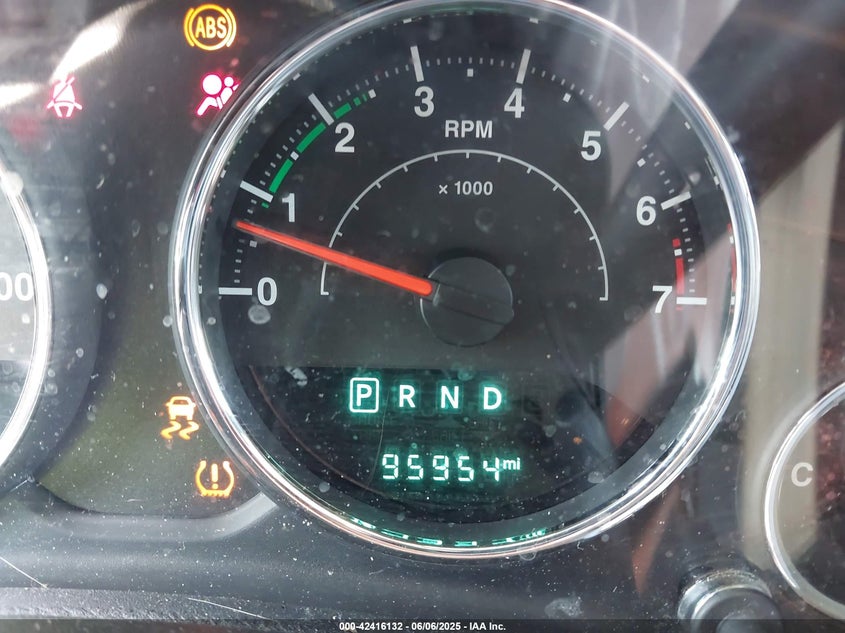 ABS
3 4
2 RPM 5
1 × 1000 6
00 0 7
P R N D
95954 mi
C
000-42416132 - 06/06/2025 - IAA Inc.